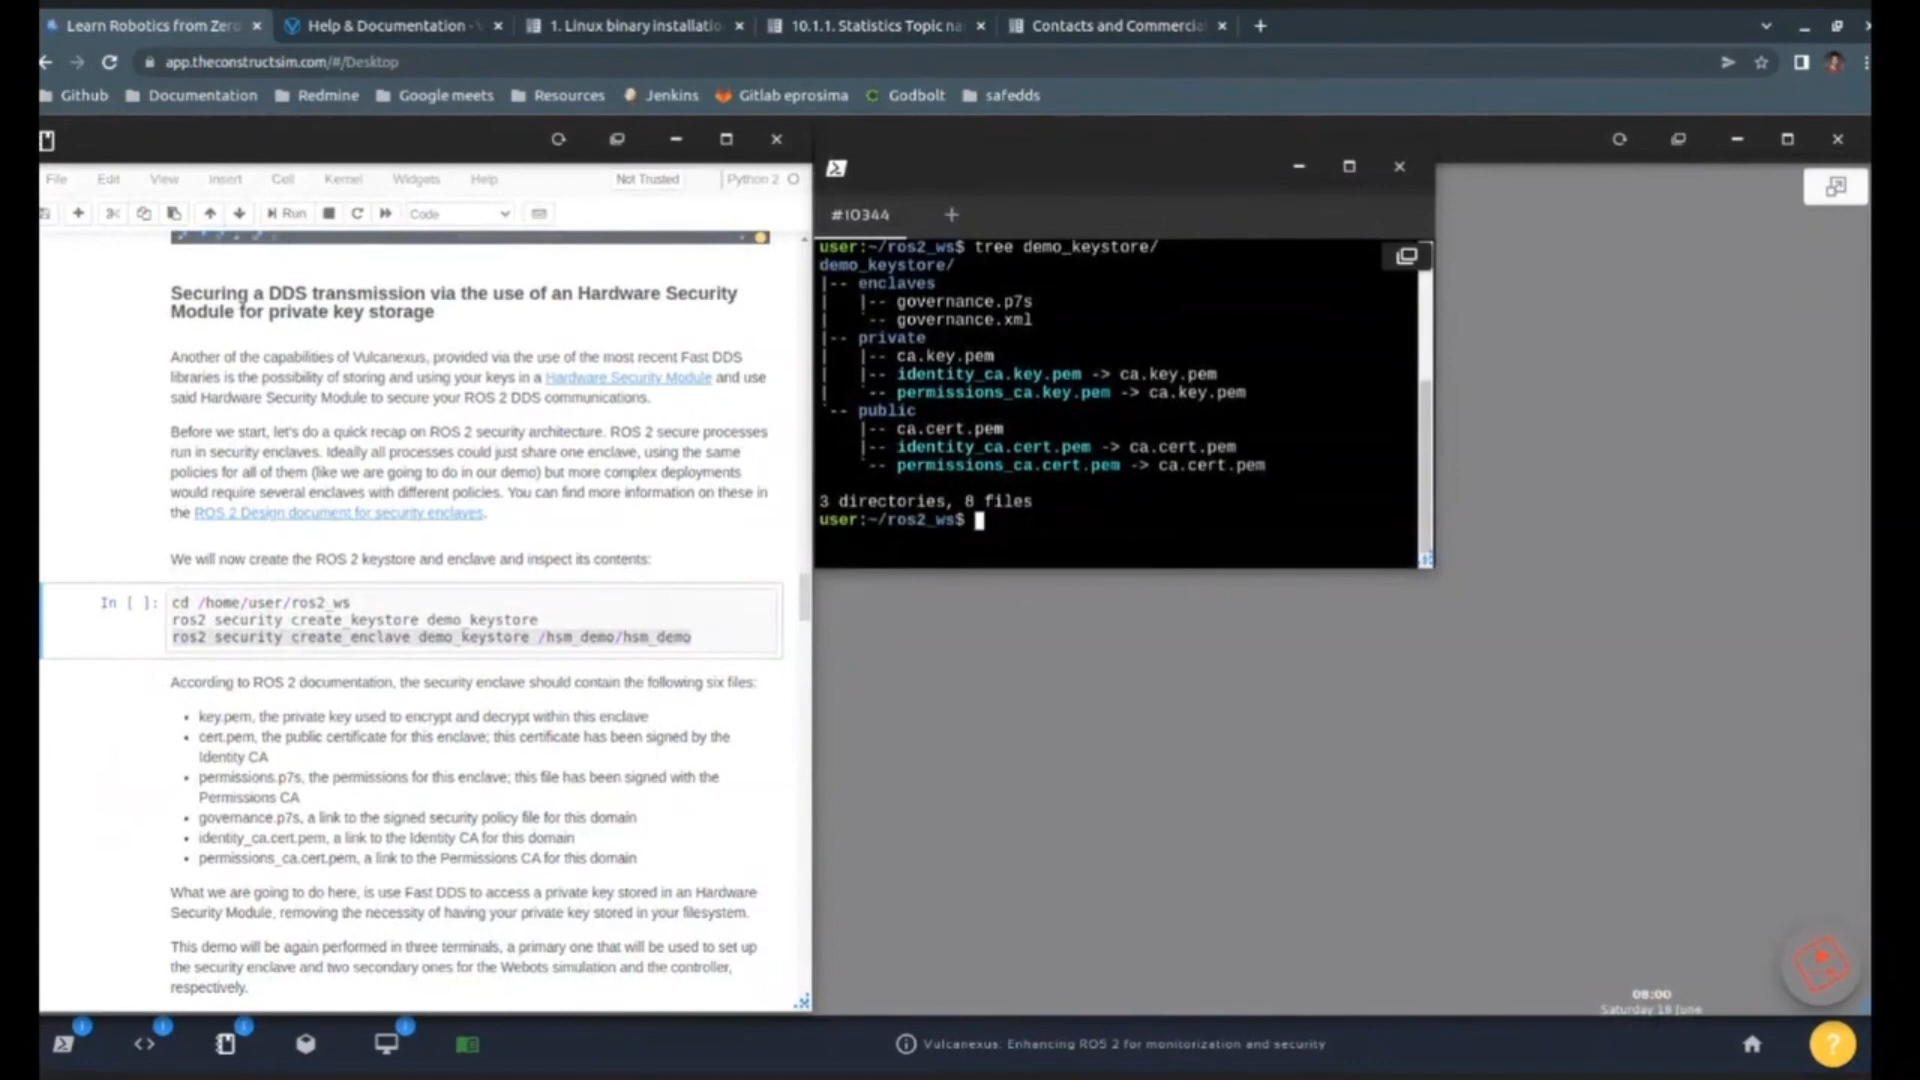 Learn Robotics from Zero
Help & Documentation -
1. Linux binary installatio
10.1.1. Statistics Topic na
Contacts and Commercia
app.theconstructsim.com/#/Desktop
Github
Documentation
Redmine
Google meets
Resources
Jenkins
Gitlab eprosima
Godbolt
safedds
File Edit View Insert Cell Kernel Widgets Help
Not Trusted
Python 2
Run
Code
Securing a DDS transmission via the use of an Hardware Security
Module for private key storage
Another of the capabilities of Vulcanexus, provided via the use of the most recent Fast DDS
libraries is the possibility of storing and using your keys in a Hardware Security Module and use
said Hardware Security Module to secure your ROS 2 DDS communications.
Before we start, let's do a quick recap on ROS 2 security architecture. ROS 2 secure processes
run in security enclaves. Ideally all processes could just share one enclave, using the same
policies for all of them (like we are going to do in our demo) but more complex deployments
would require several enclaves with different policies. You can find more information on these in
the ROS 2 Design document for security enclaves.
We will now create the ROS 2 keystore and enclave and inspect its contents:
In [ ]:
cd /home/user/ros2_ws
ros2 security create_keystore demo_keystore
ros2 security create_enclave demo_keystore /hsm_demo/hsm_demo
According to ROS 2 documentation, the security enclave should contain the following six files:
• key.pem, the private key used to encrypt and decrypt within this enclave
• cert.pem, the public certificate for this enclave; this certificate has been signed by the
Identity CA
• permissions.p7s, the permissions for this enclave; this file has been signed with the
Permissions CA
• governance.p7s, a link to the signed security policy file for this domain
• identity_ca.cert.pem, a link to the Identity CA for this domain
• permissions_ca.cert.pem, a link to the Permissions CA for this domain
What we are going to do here, is use Fast DDS to access a private key stored in an Hardware
Security Module, removing the necessity of having your private key stored in your filesystem.
This demo will be again performed in three terminals, a primary one that will be used to set up
the security enclave and two secondary ones for the Webots simulation and the controller,
respectively.
#10344
user:~/ros2_ws$ tree demo_keystore/
demo_keystore/
|-- enclaves
|   |-- governance.p7s
|   `-- governance.xml
|-- private
|   |-- ca.key.pem
|   |-- identity_ca.key.pem -> ca.key.pem
|   `-- permissions_ca.key.pem -> ca.key.pem
`-- public
|-- ca.cert.pem
|-- identity_ca.cert.pem -> ca.cert.pem
`-- permissions_ca.cert.pem -> ca.cert.pem
3 directories, 8 files
user:~/ros2_ws$
08:00
Saturday 18 June
Vulcanexus: Enhancing ROS 2 for monitorization and security
?